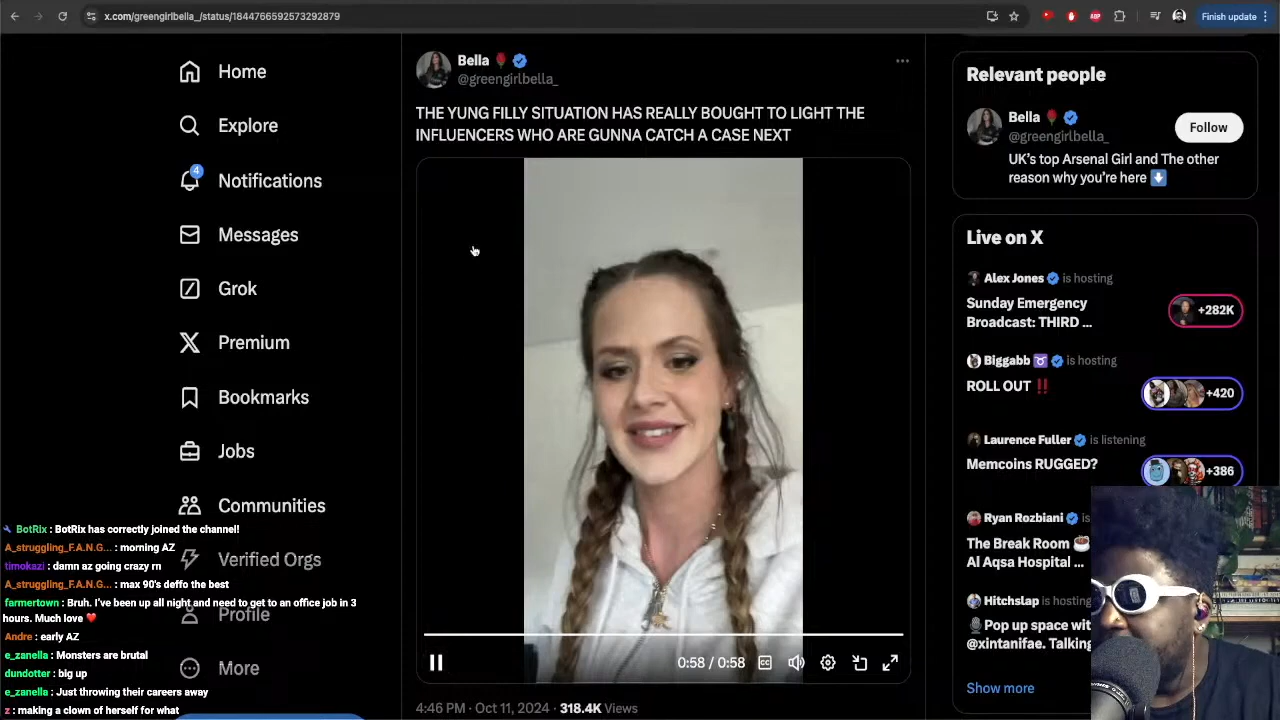 x.com/greengirlbella_/status/1844766592573292879
Finish update
Home
Explore
4
Notifications
Messages
Grok
Premium
Bookmarks
Jobs
Communities
Verified Orgs
Profile
More
Bella
@greengirlbella_
THE YUNG FILLY SITUATION HAS REALLY BOUGHT TO LIGHT THE
INFLUENCERS WHO ARE GUNNA CATCH A CASE NEXT
0:58 / 0:58
CC
4:46 PM · Oct 11, 2024 · 318.4K Views
Relevant people
Bella
@greengirlbella_
Follow
UK's top Arsenal Girl and The other
reason why you're here
Live on X
Alex Jones is hosting
Sunday Emergency
Broadcast: THIRD ...
+282K
Biggabb is hosting
ROLL OUT ‼️
+420
Laurence Fuller is listening
Memcoins RUGGED?
+386
Ryan Rozbiani is
The Break Room
Al Aqsa Hospital ...
Hitchslap is hosting
Pop up space wit
@xintanifae. Talking
Show more
BotRix : BotRix has correctly joined the channel!
A_struggling_F.A.N.G... : morning AZ
timokazi : damn az going crazy rn
A_struggling_F.A.N.G... : max 90's deffo the best
farmertown : Bruh. I've been up all night and need to get to an office job in 3
hours. Much love ❤️
Andre : early AZ
e_zanella : Monsters are brutal
dundotter : big up
e_zanella : Just throwing their careers away
z : making a clown of herself for what